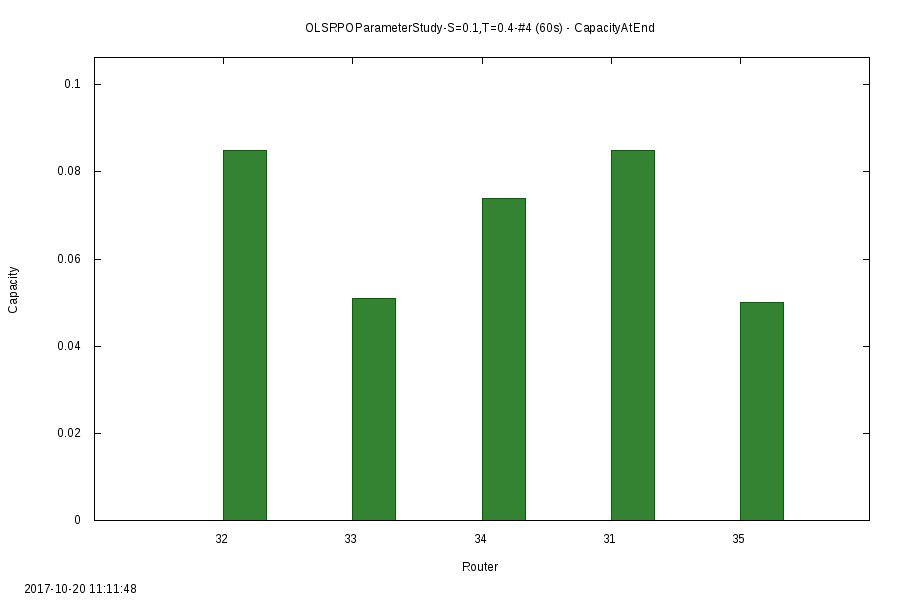 OLSRPOParameterStudy-S=0.1,T=0.4-#4 (60s) - CapacityAtEnd
0.1
0.08
0.06
0.04
0.02
0
Capacity
32 33 34 31 35
Router
2017-10-20 11:11:48